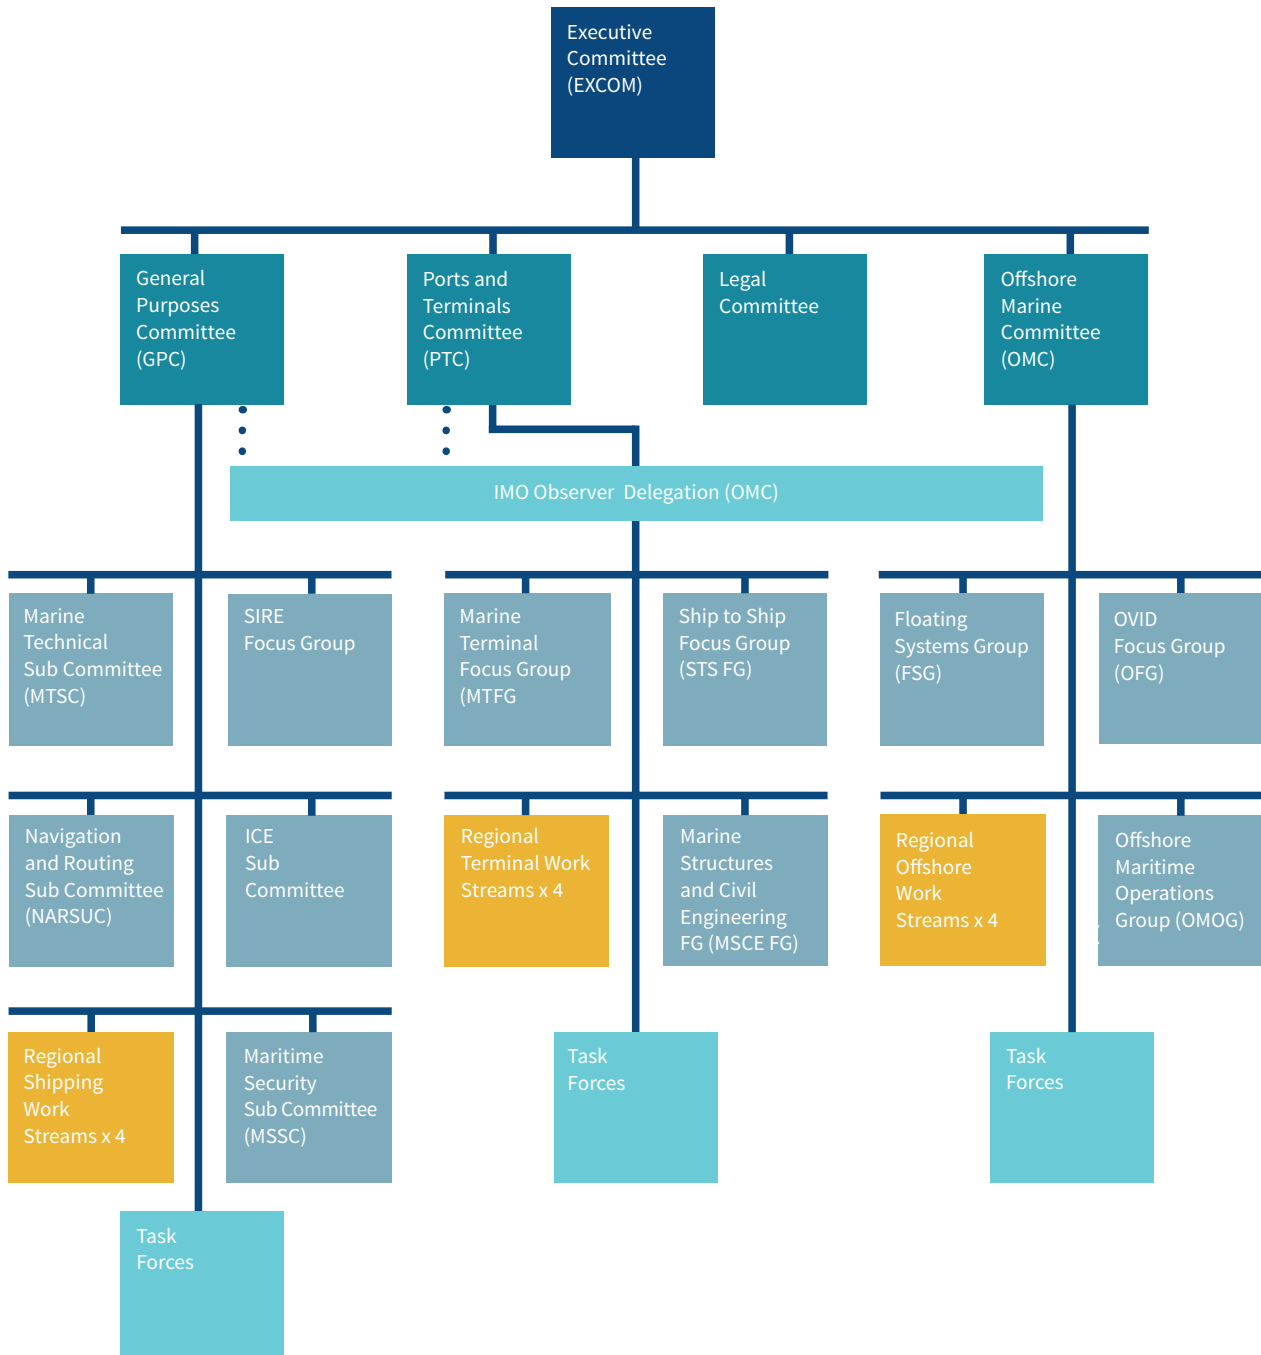 Executive
Committee
(EXCOM)
General
Purposes
Committee
(GPC)
Ports and
Terminals
Committee
(PTC)
Legal
Committee
Offshore
Marine
Committee
(OMC)
IMO Observer Delegation (OMC)
Marine
Technical
Sub Committee
(MTSC)
SIRE
Focus Group
Marine
Terminal
Focus Group
(MTFG
Ship to Ship
Focus Group
(STS FG)
Floating
Systems Group
(FSG)
OVID
Focus Group
(OFG)
Navigation
and Routing
Sub Committee
(NARSUC)
ICE
Sub
Committee
Regional
Terminal Work
Streams x 4
Marine
Structures
and Civil
Engineering
FG (MSCE FG)
Regional
Offshore
Work
Streams x 4
Offshore
Maritime
Operations
Group (OMOG)
Regional
Shipping
Work
Streams x 4
Maritime
Security
Sub Committee
(MSSC)
Task
Forces
Task
Forces
Task
Forces